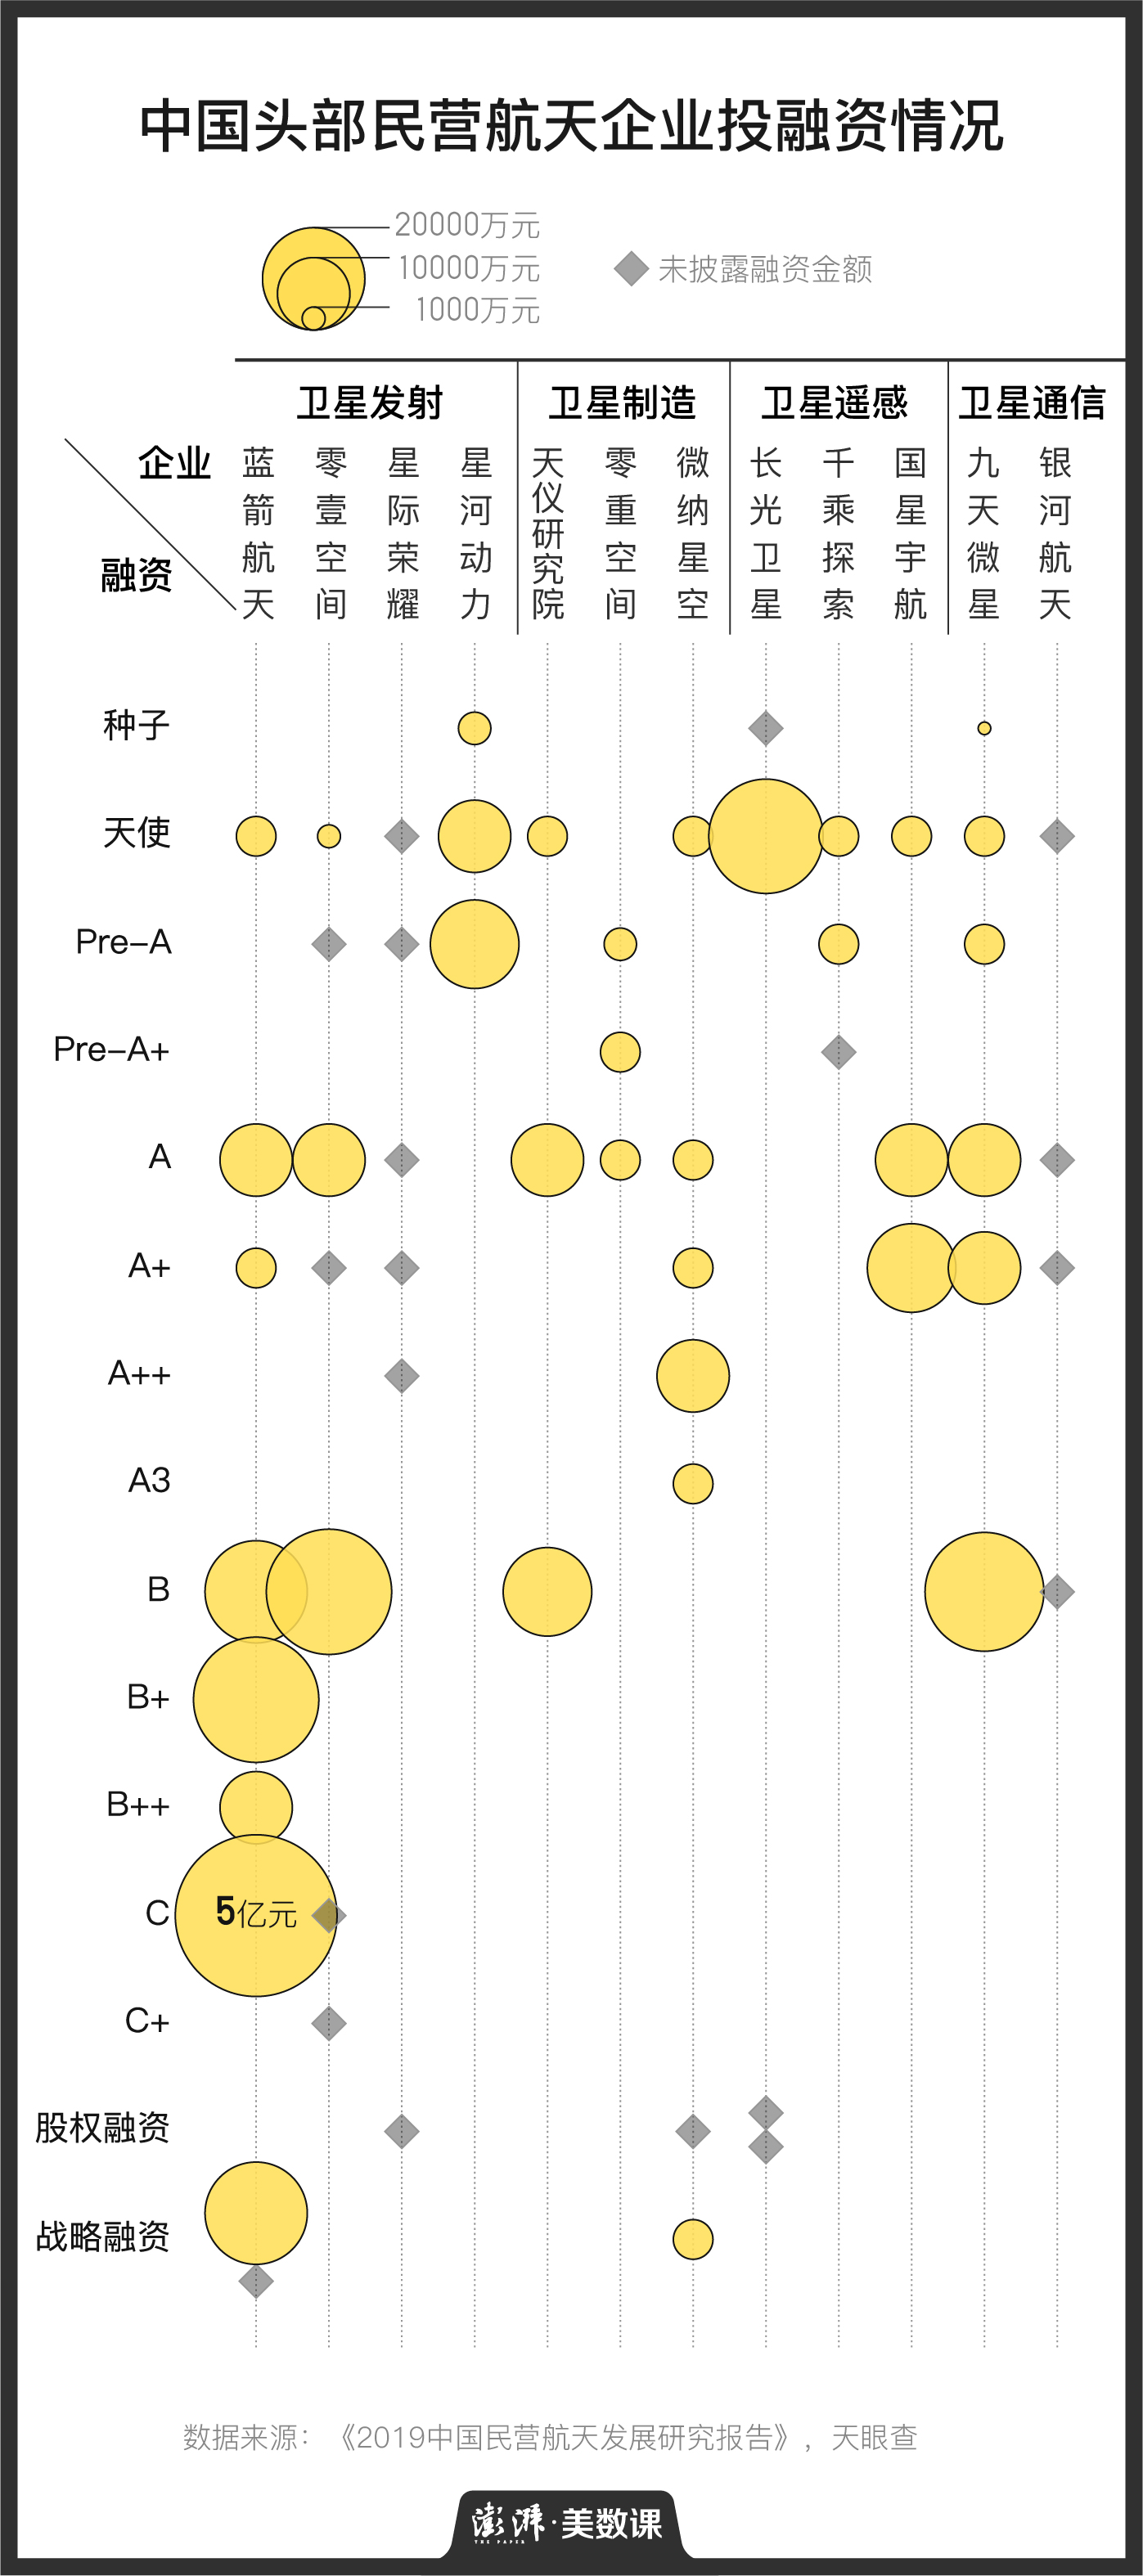 中国头部民营航天企业投融资情况
20000万元
10000万元
1000万元
未披露融资金额
卫星发射 卫星制造 卫星遥感 卫星通信
企业
融资
蓝箭航天
零壹空间
星际荣耀
星河动力
天仪研究院
零重空间
微纳星空
长光卫星
千乘探索
国星宇航
九天微星
银河航天
种子
天使
Pre-A
Pre-A+
A
A+
A++
A3
B
B+
B++
C
5亿元
C+
股权融资
战略融资
数据来源：《2019中国民营航天发展研究报告》，天眼查
澎湃·美数课
THE PAPER